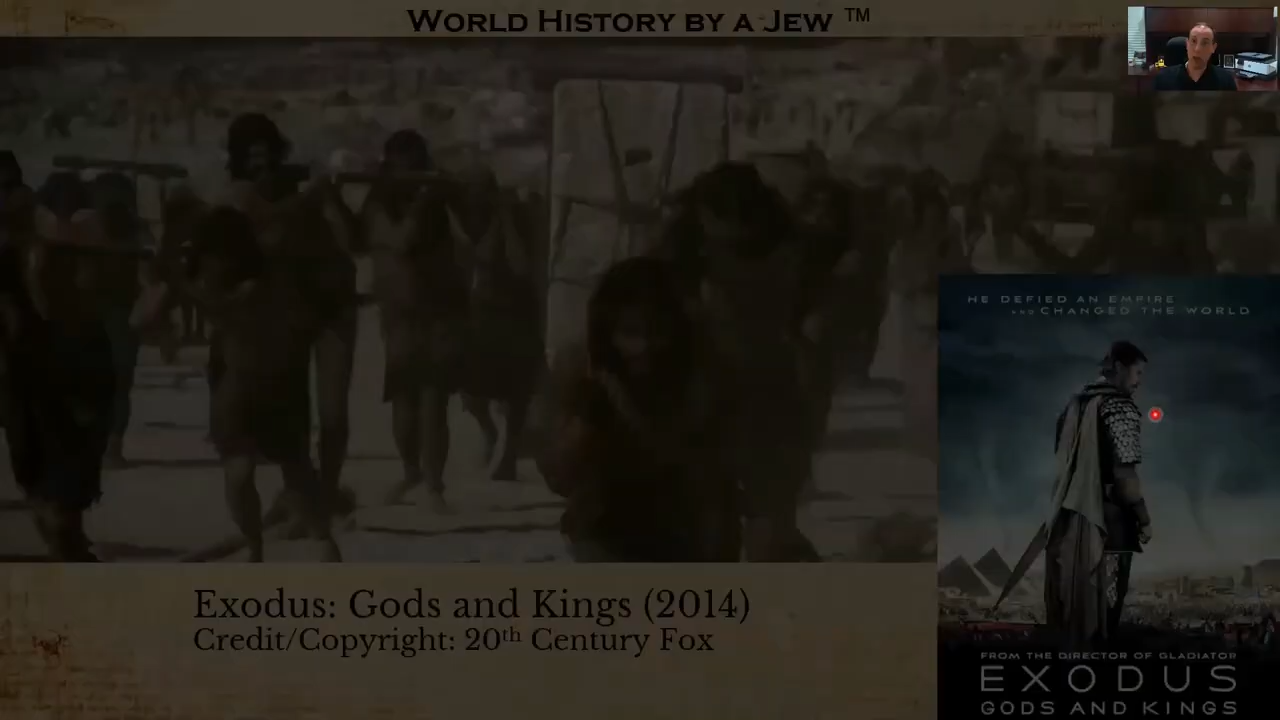 WORLD HISTORY BY A JEW ™
HE DEFIED AN EMPIRE
AND CHANGED THE WORLD
Exodus: Gods and Kings (2014)
Credit/Copyright: 20th Century Fox
FROM THE DIRECTOR OF GLADIATOR
EXODUS
GODS AND KINGS